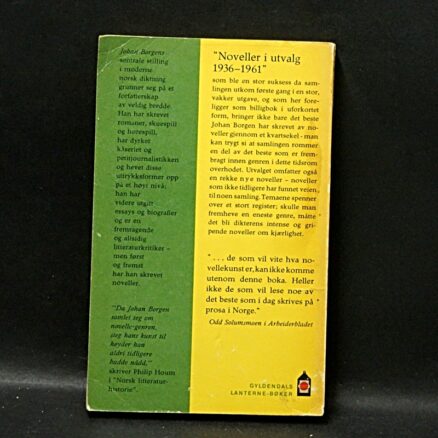 Johan Borgens
sentrale stilling
i moderne
norsk diktning
grunner seg på et
forfatterskap
av veldig bredde.
Han har skrevet
romaner, skuespill
og hørespill,
har dyrket
kåseriet og
petitjournalistikken
og hevet disse
uttrykksformer opp
på et høyt nivå;
han har
videre utgitt
essays og biografier
og er en
fremragende
og allsidig
litteraturkritiker –
men først
og fremst
har han skrevet
noveller.
"Da Johan Borgen
samlet seg om
novelle-genren,
steg hans kunst til
høyder han
aldri tidligere
hadde nådd,"
skriver Philip Houm
i "Norsk litteratur-
historie".
"Noveller i utvalg
1936–1961"
som ble en stor suksess da sam-
lingen utkom første gang i en stor,
vakker utgave, og som her fore-
ligger som billigbok i uforkortet
form, bringer ikke bare det beste
Johan Borgen har skrevet av no-
veller gjennom et kvartsekel - man
kan trygt si at samlingen rommer
en del av det beste som er frem-
bragt innen genren i dette tidsrom
overhodet. Utvalget omfatter også
en rekke nye noveller – noveller
som ikke tidligere har funnet veien
til noen samling. Temaene spenner
over et stort register; skulle man
fremheve en eneste genre, måtte
det bli dikterens intense og gri-
pende noveller om kjærlighet.
" . . . de som vil vite hva no-
vellekunst er, kan ikke komme
utenom denne boka. Heller
ikke de som vil lese noe av
det beste som i dag skrives på
prosa i Norge."
Odd Solumsmoen i Arbeiderbladet
GYLDENDALS
LANTERNE-BØKER